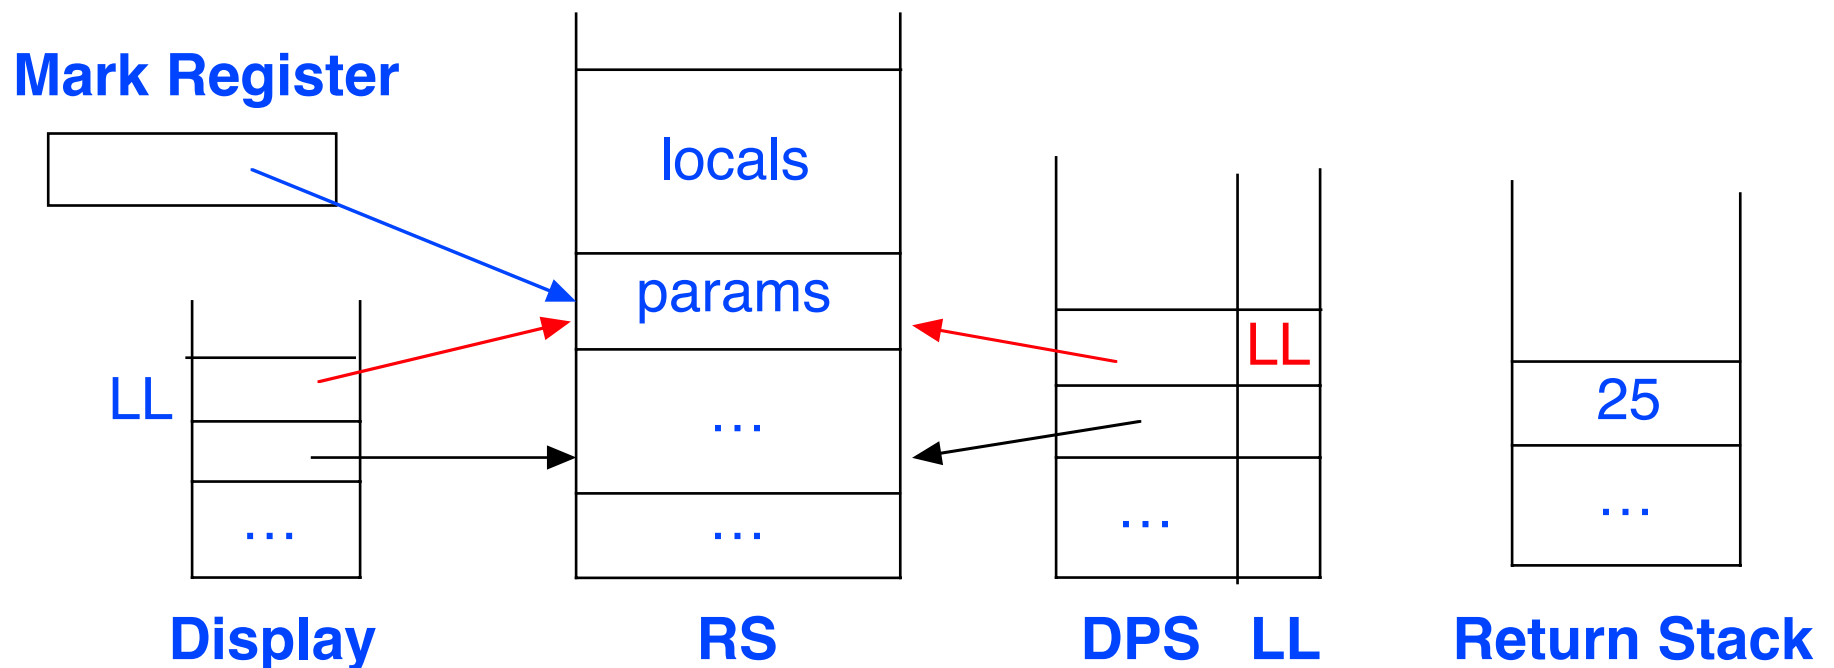 Mark Register
locals
params
LL
LL
25
…
…
…
…
…
Display
RS
DPS
LL
Return Stack